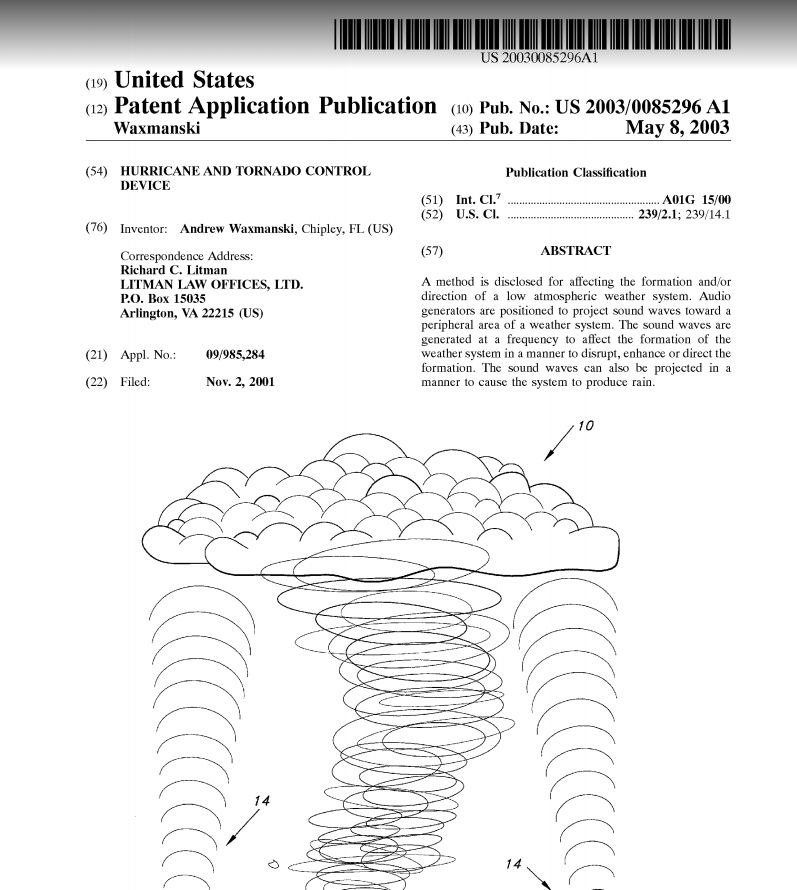 US 20030085296A1
(19) United States
(12) Patent Application Publication (10) Pub. No.: US 2003/0085296 A1
Waxmanski (43) Pub. Date: May 8, 2003
(54) HURRICANE AND TORNADO CONTROL
DEVICE
(76) Inventor: Andrew Waxmanski, Chipley, FL (US)
Correspondence Address:
Richard C. Litman
LITMAN LAW OFFICES, LTD.
P.O. Box 15035
Arlington, VA 22215 (US)
(21) Appl. No.: 09/985,284
(22) Filed: Nov. 2, 2001
Publication Classification
(51) Int. Cl.7 ..................................................... A01G 15/00
(52) U.S. Cl. ........................................... 239/2.1; 239/14.1
(57) ABSTRACT
A method is disclosed for affecting the formation and/or
direction of a low atmospheric weather system. Audio
generators are positioned to project sound waves toward a
peripheral area of a weather system. The sound waves are
generated at a frequency to affect the formation of the
weather system in a manner to disrupt, enhance or direct the
formation. The sound waves can also be projected in a
manner to cause the system to produce rain.
10
14
14